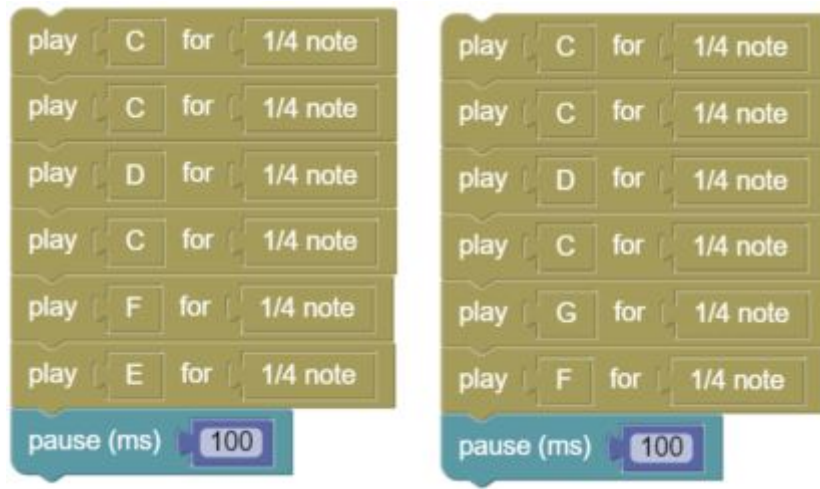 play C for 1/4 note
play C for 1/4 note
play D for 1/4 note
play C for 1/4 note
play F for 1/4 note
play E for 1/4 note
pause (ms) 100
play C for 1/4 note
play C for 1/4 note
play D for 1/4 note
play C for 1/4 note
play G for 1/4 note
play F for 1/4 note
pause (ms) 100